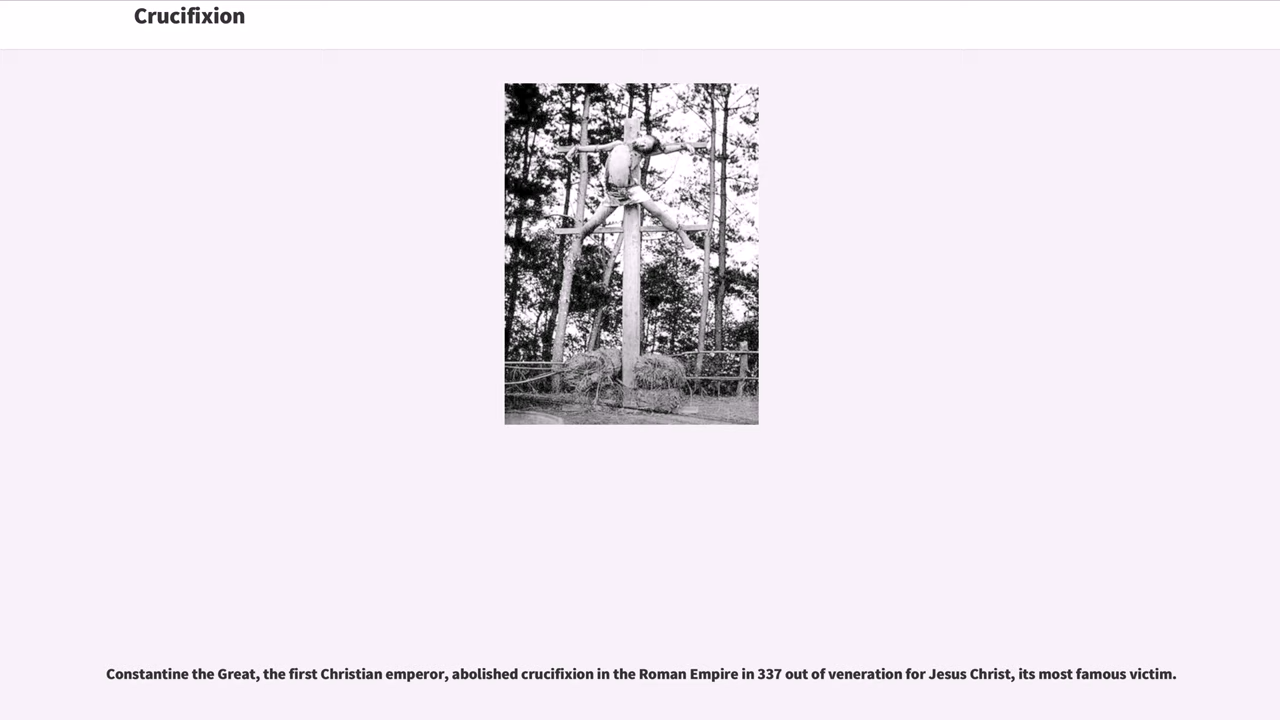 Crucifixion
Constantine the Great, the first Christian emperor, abolished crucifixion in the Roman Empire in 337 out of veneration for Jesus Christ, its most famous victim.